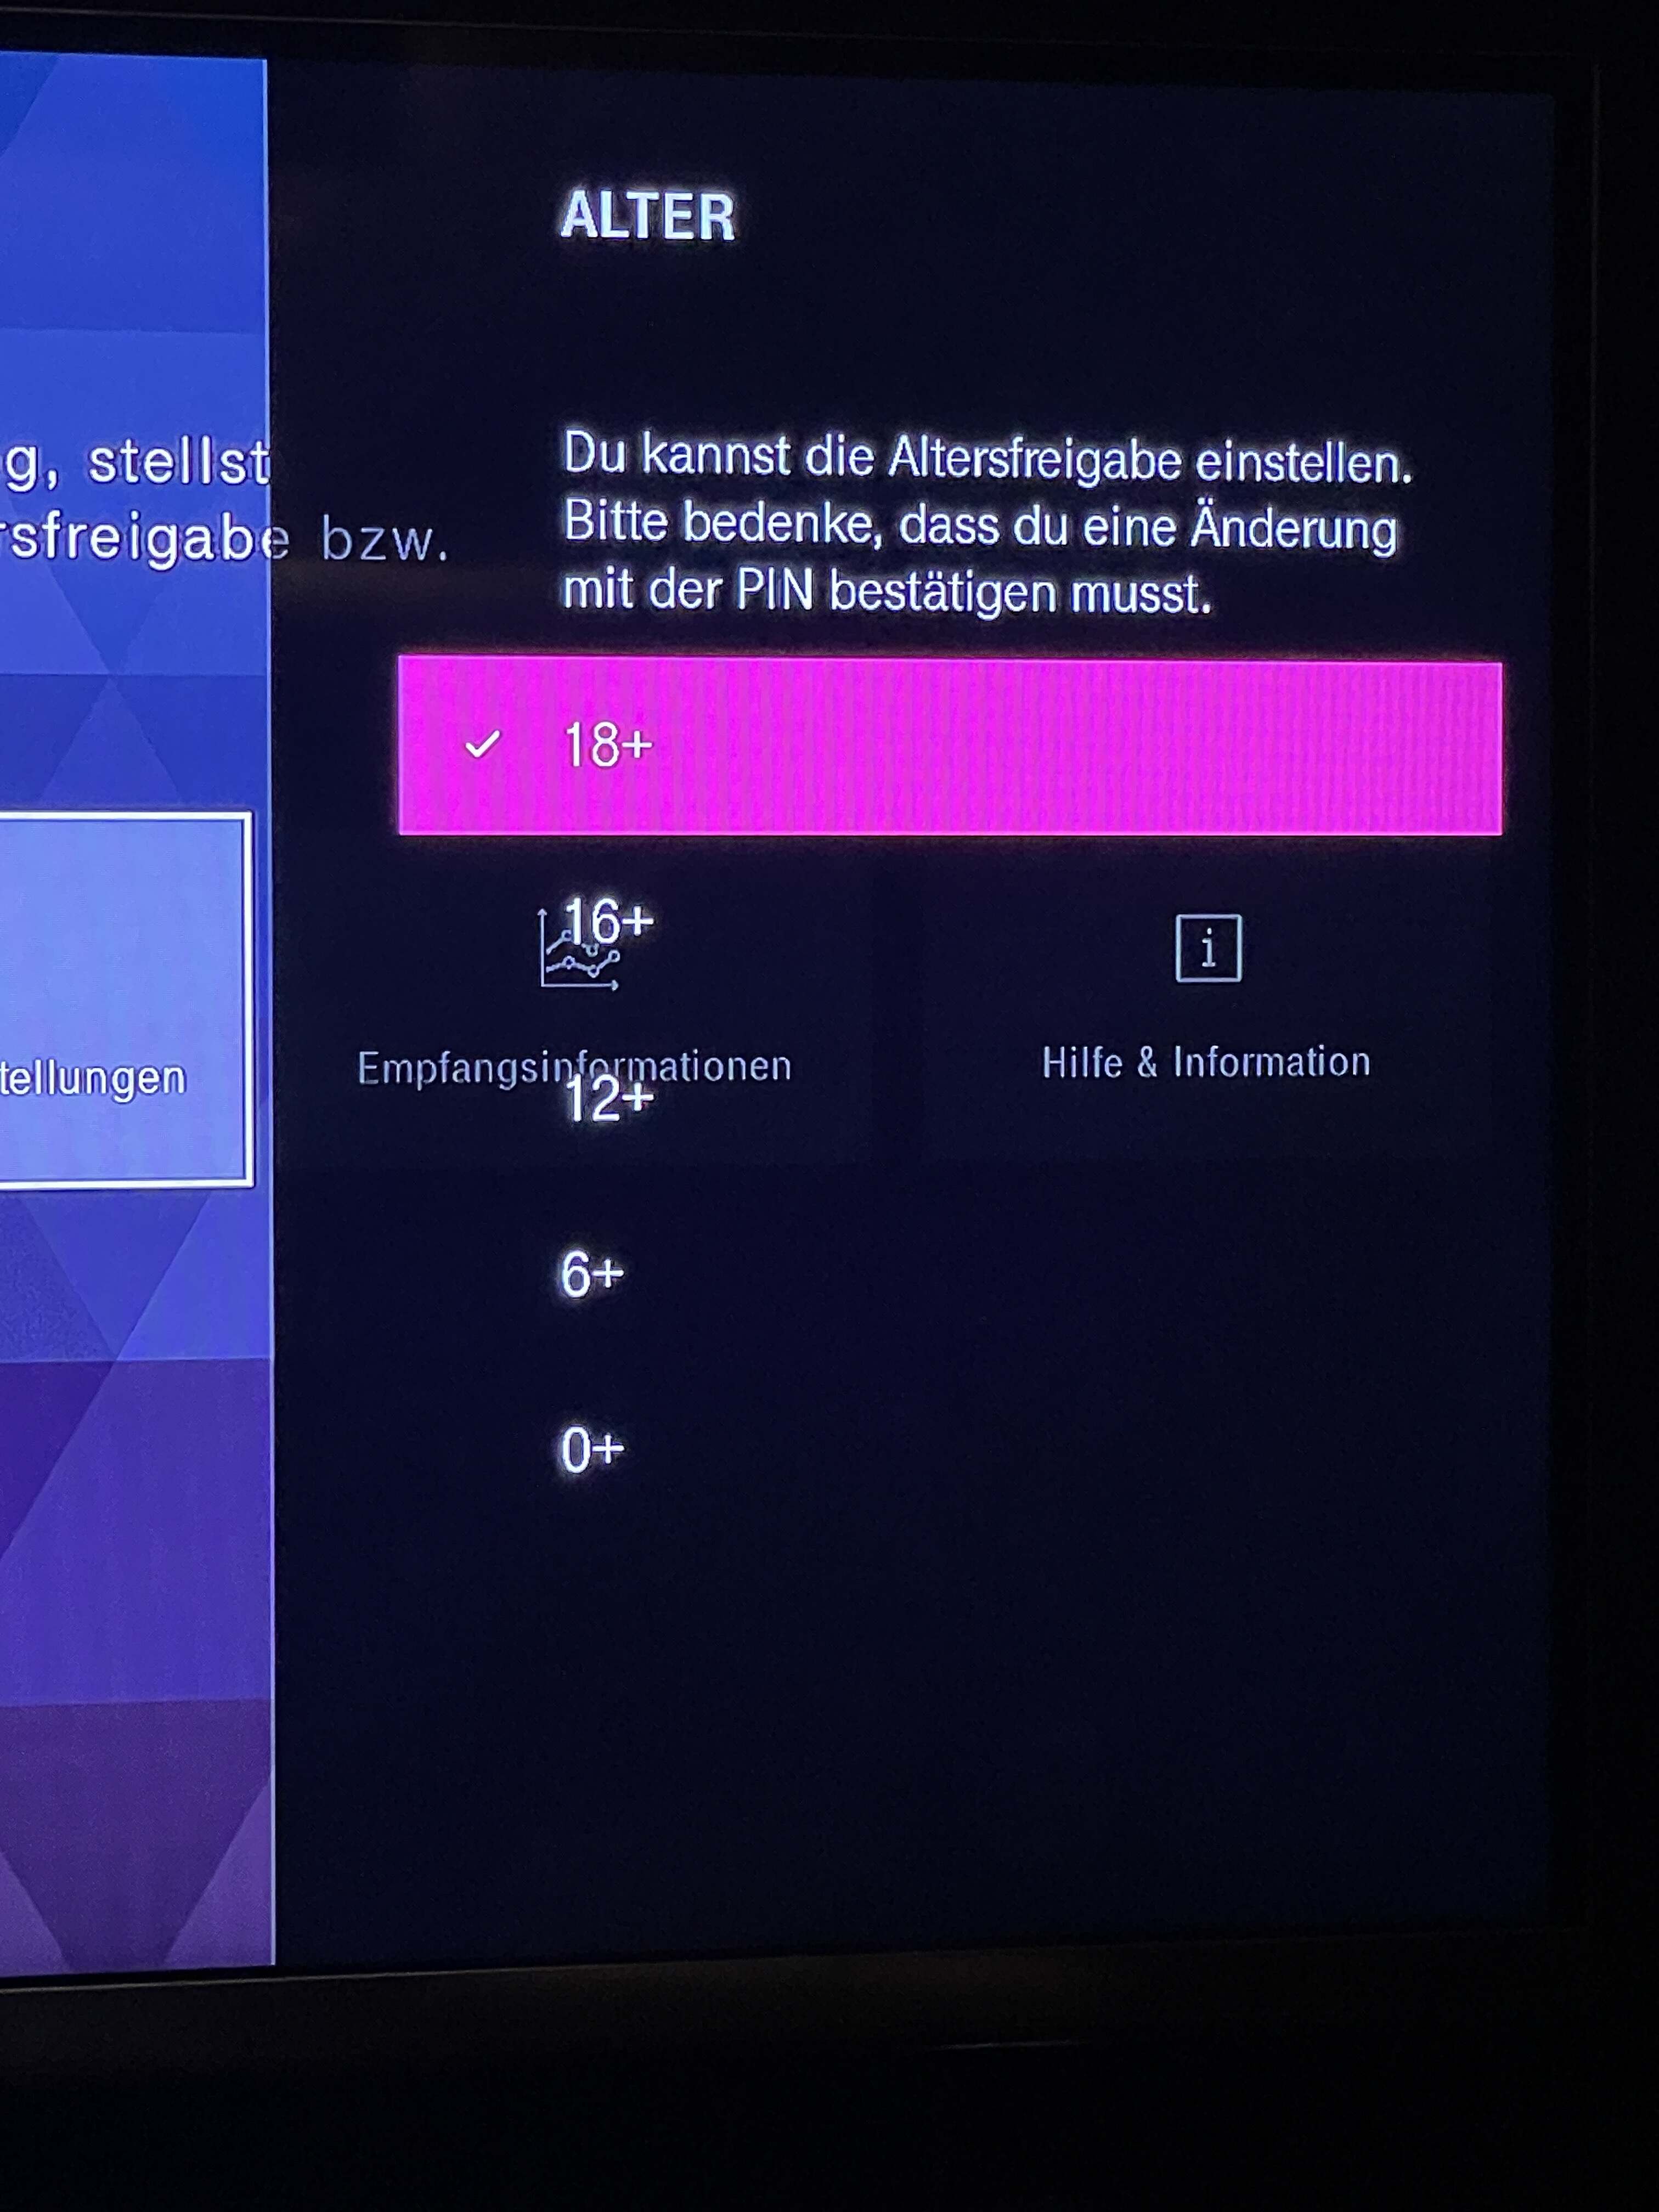 ALTER
g, stellst
rsfreigabe bzw.
Du kannst die Altersfreigabe einstellen.
Bitte bedenke, dass du eine Änderung
mit der PIN bestätigen musst.
18+
16+
tellungen
Empfangsinformationen
Hilfe & Information
12+
6+
0+